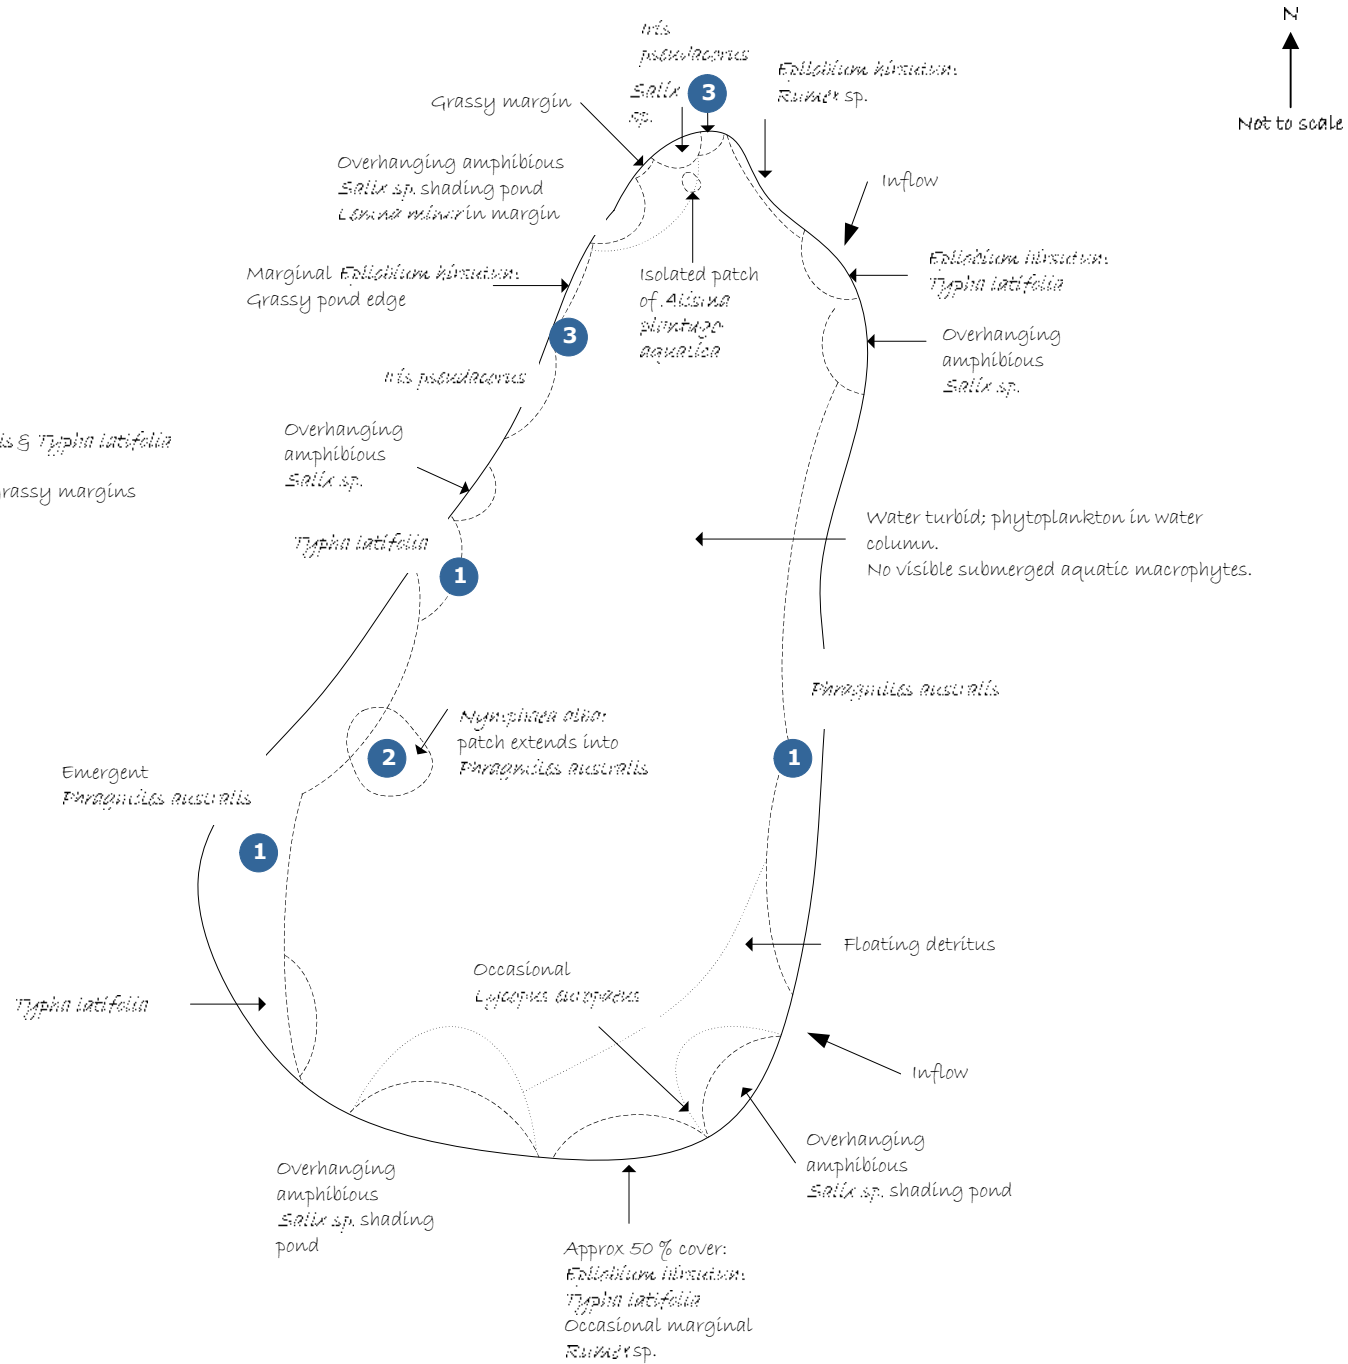 N
Not to scale
Iris
pseudacorus
Salix
sp.
3
Epilobium hirsutum
Rumex sp.
Grassy margin
Overhanging amphibious
Salix sp. shading pond
Lemna minor in margin
Inflow
Marginal Epilobium hirsutum
Grassy pond edge
Isolated patch
of Alisma
plantago-
aquatica
Epilobium hirsutum
Typha latifolia
3
Overhanging
amphibious
Salix sp.
Iris pseudacorus
is & Typha latifolia
Grassy margins
Overhanging
amphibious
Salix sp.
Water turbid; phytoplankton in water
column.
No visible submerged aquatic macrophytes.
Typha latifolia
1
Phragmites australis
Nymphaea alba:
patch extends into
Phragmites australis
2
1
Emergent
Phragmites australis
1
Floating detritus
Occasional
Lycopus europaeus
Typha latifolia
Inflow
Overhanging
amphibious
Salix sp. shading pond
Overhanging
amphibious
Salix sp. shading
pond
Approx 50 % cover:
Epilobium hirsutum
Typha latifolia
Occasional marginal
Rumex sp.